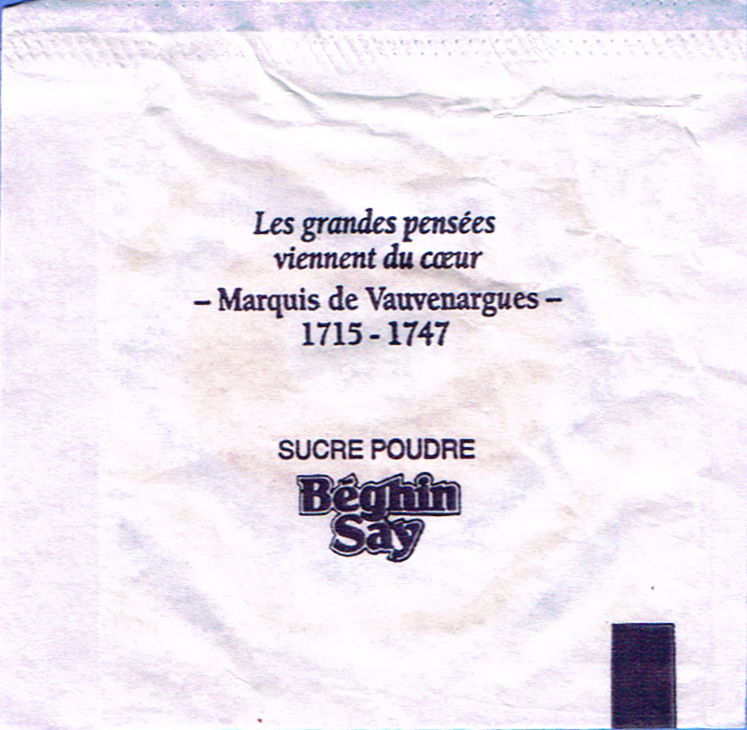 Les grandes pensées
viennent du cœur
– Marquis de Vauvenargues –
1715 - 1747
SUCRE POUDRE
Béghin
Say